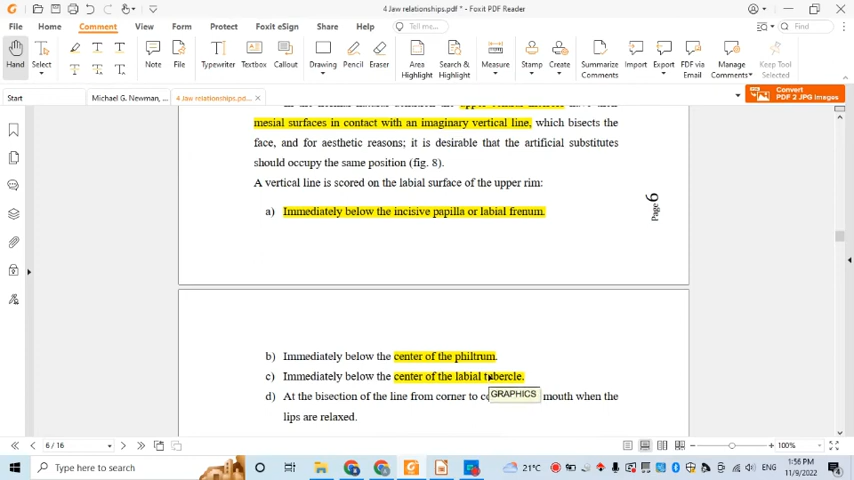 4 Jaw relationships.pdf * - Foxit PDF Reader
File Home Comment View Form Protect Foxit eSign Share Help Tell me... Find
Hand Select Note File Typewriter Textbox Callout Drawing Pencil Eraser Area Highlight Search & Highlight Measure Stamp Create Summarize Comments Import Export FDF via Email Manage Comments Keep Tool Selected
Start Michael G. Newman, ... 4 Jaw relationships.pd... Convert PDF 2 JPG Images
mesial surfaces in contact with an imaginary vertical line, which bisects the
face, and for aesthetic reasons; it is desirable that the artificial substitutes
should occupy the same position (fig. 8).
A vertical line is scored on the labial surface of the upper rim:
a) Immediately below the incisive papilla or labial frenum.
Page 6
b) Immediately below the center of the philtrum.
c) Immediately below the center of the labial tubercle.
GRAPHICS
d) At the bisection of the line from corner to mouth when the
lips are relaxed.
6 / 16 100%
Type here to search 21°C ENG 1:56 PM 11/9/2022 4